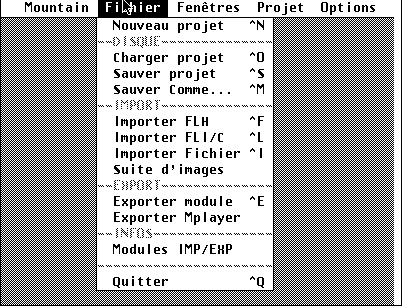 Mountain Fichier Fenêtres Projet Options
Nouveau projet ^N
DISQUE
Charger projet ^O
Sauver projet ^S
Sauver Comme... ^M
IMPORT
Importer FLH ^F
Importer FLI/C ^L
Importer Fichier ^I
Suite d'images
EXPORT
Exporter module ^E
Exporter Mplayer
INFOS
Modules IMP/EXP
Quitter ^Q